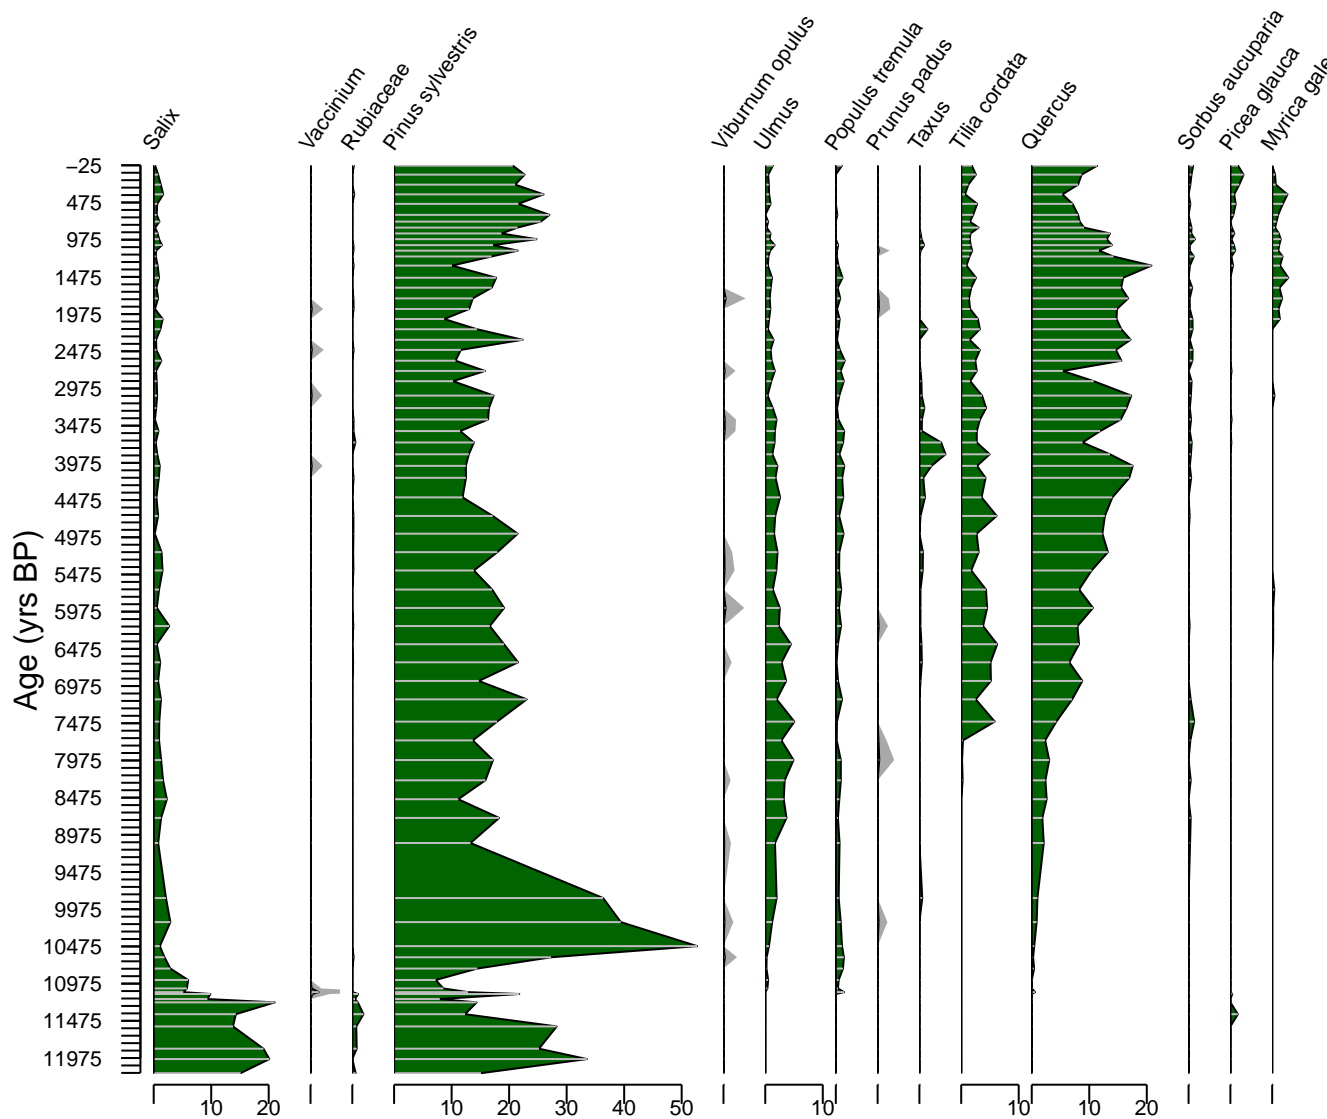 Salix
Vaccinium
Rubiaceae
Pinus sylvestris
Viburnum opulus
Ulmus
Populus tremula
Prunus padus
Taxus
Tilia cordata
Quercus
Sorbus aucuparia
Picea glauca
Myrica gale
Age (yrs BP)
−25
475
975
1475
1975
2475
2975
3475
3975
4475
4975
5475
5975
6475
6975
7475
7975
8475
8975
9475
9975
10475
10975
11475
11975
10 20 10 20 30 40 50 10 10 10 20